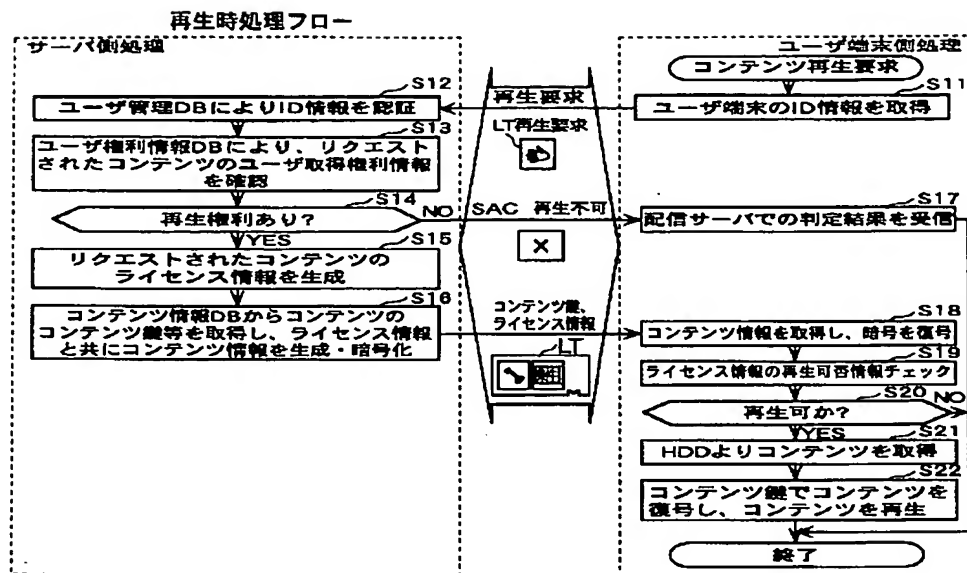 再生時処理フロー
サーバ側処理
S12
ユーザ管理DBによりID情報を認証
S13
ユーザ権利情報DBにより、リクエスト
されたコンテンツのユーザ取得権利情報
を確認
S14
再生権利あり?
NO
YES
S15
リクエストされたコンテンツの
ライセンス情報を生成
S16
コンテンツ情報DBからコンテンツの
コンテンツ鍵等を取得し、ライセンス情報
と共にコンテンツ情報を生成・暗号化
再生要求
LT再生要求
SAC 再生不可
×
コンテンツ鍵、
ライセンス情報
LT
ユーザ端末側処理
コンテンツ再生要求
S11
ユーザ端末のID情報を取得
S17
配信サーバでの判定結果を受信
S18
コンテンツ情報を取得し、暗号を復号
S19
ライセンス情報の再生可否情報チェック
S20
再生可か?
NO
YES
S21
HDDよりコンテンツを取得
S22
コンテンツ鍵でコンテンツを
復号し、コンテンツを再生
終了